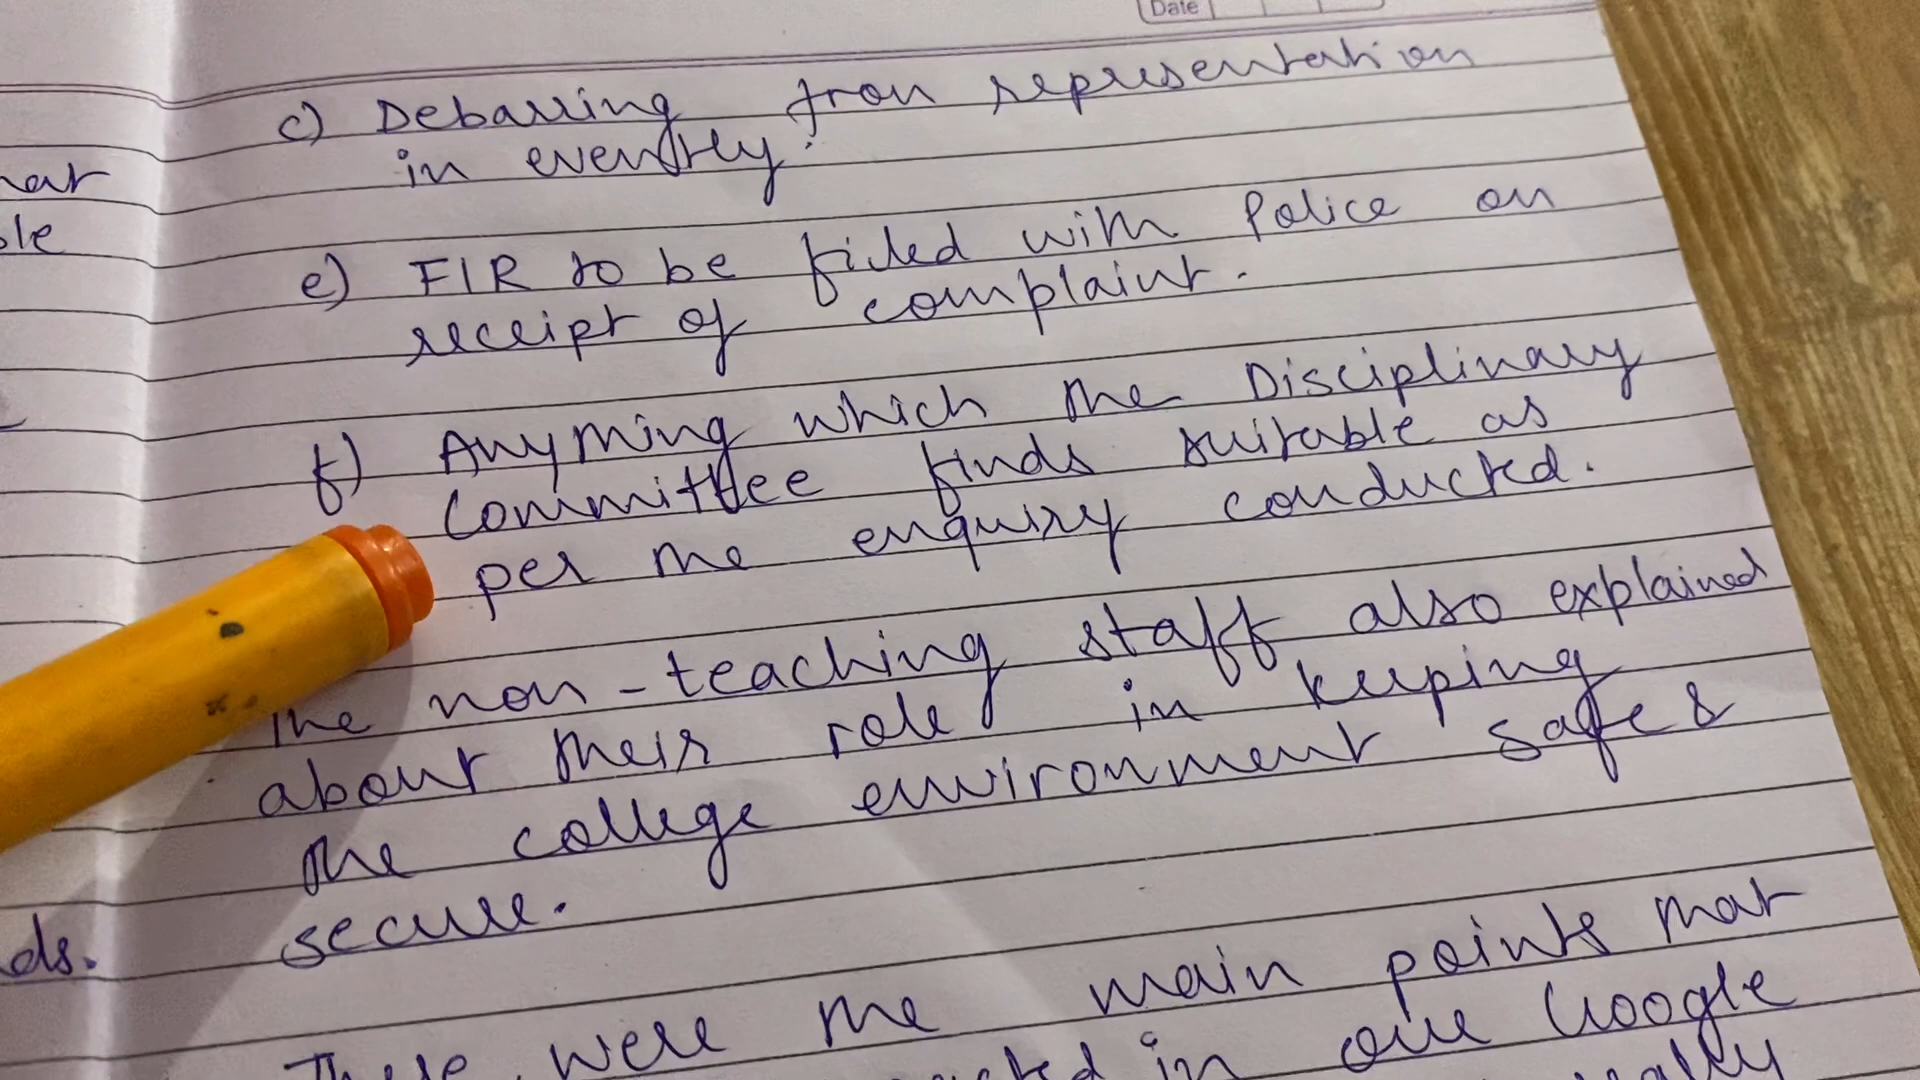 Date
c) Debarring from representation
in
e) FIR to be filed with Police on
receipt of complaint.
f) Anything which the Disciplinary
Committee finds suitable as
per the enquiry conducted.
The non-teaching staff also explained
about their role in keeping
the college environment safe &
secure.
ds.
These were the main points that
in our Google